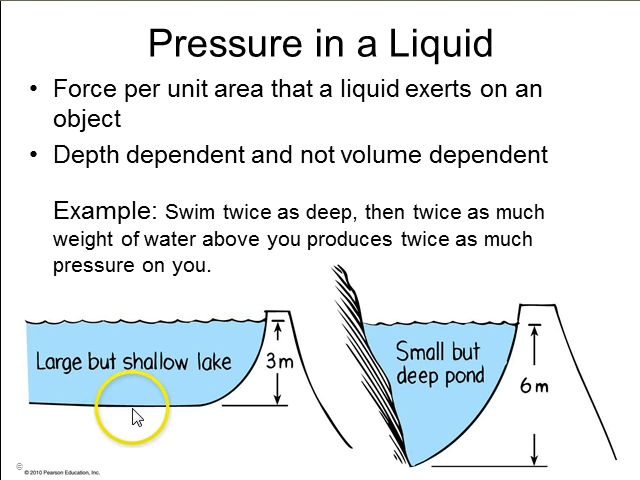 Pressure in a Liquid
• Force per unit area that a liquid exerts on an
object
• Depth dependent and not volume dependent
Example: Swim twice as deep, then twice as much
weight of water above you produces twice as much
pressure on you.
Large but shallow lake
3 m
Small but
deep pond
6 m
©
© 2010 Pearson Education, Inc.